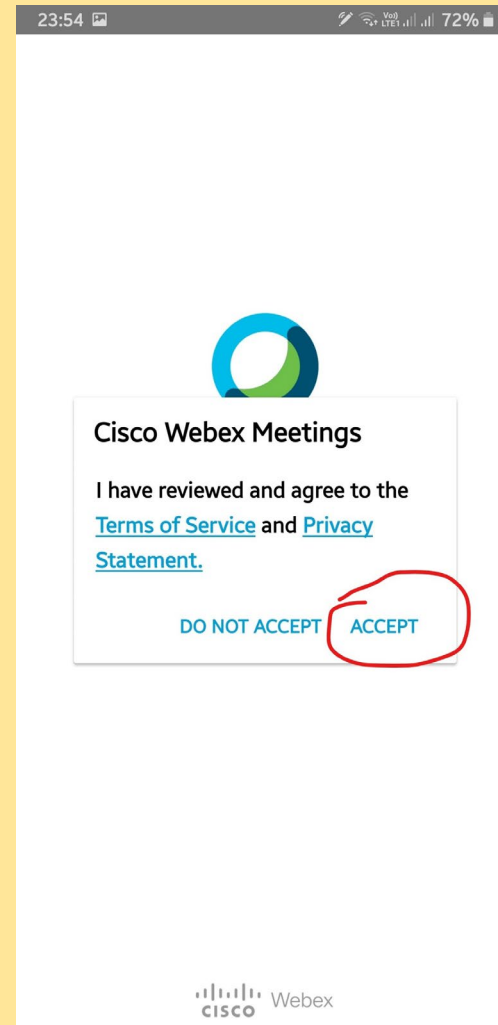 23:54 72%
Cisco Webex Meetings
I have reviewed and agree to the
Terms of Service and Privacy
Statement.
DO NOT ACCEPT ACCEPT
CISCO Webex